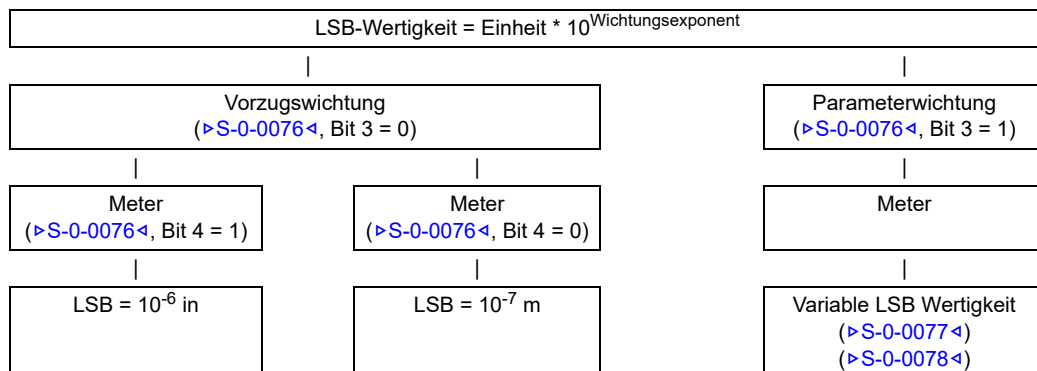 LSB-Wertigkeit = Einheit * 10^Wichtungsexponent
|
|
Vorzugswichtung
(▹S-0-0076◃, Bit 3 = 0)
Parameterwichtung
(▹S-0-0076◃, Bit 3 = 1)
|
|
|
Meter
(▹S-0-0076◃, Bit 4 = 1)
Meter
(▹S-0-0076◃, Bit 4 = 0)
Meter
|
|
|
LSB = 10^-6 in
LSB = 10^-7 m
Variable LSB Wertigkeit
(▹S-0-0077◃)
(▹S-0-0078◃)